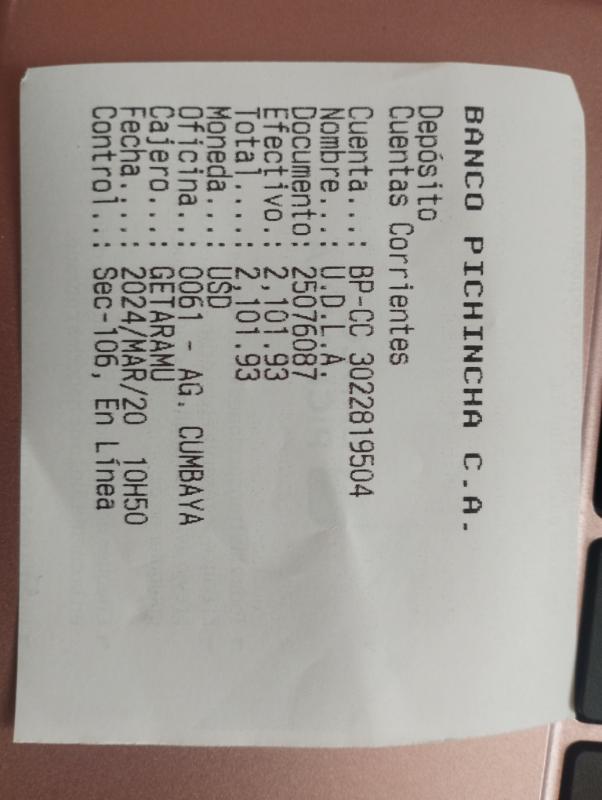 BANCO PICHINCHA C.A.
Depósito
Cuentas Corrientes
Cuenta...: BP-CC 3022819504
Nombre...: U.D.L.A.
Documento: 25076087
Efectivo.: 2,101.93
Total....: 2,101.93
Moneda...: USD
Oficina..: 0061 - AG. CUMBAYA
Cajero...: GETARAMU
Fecha....: 2024/MAR/20 10H50
Control..: Sec-106, En Línea